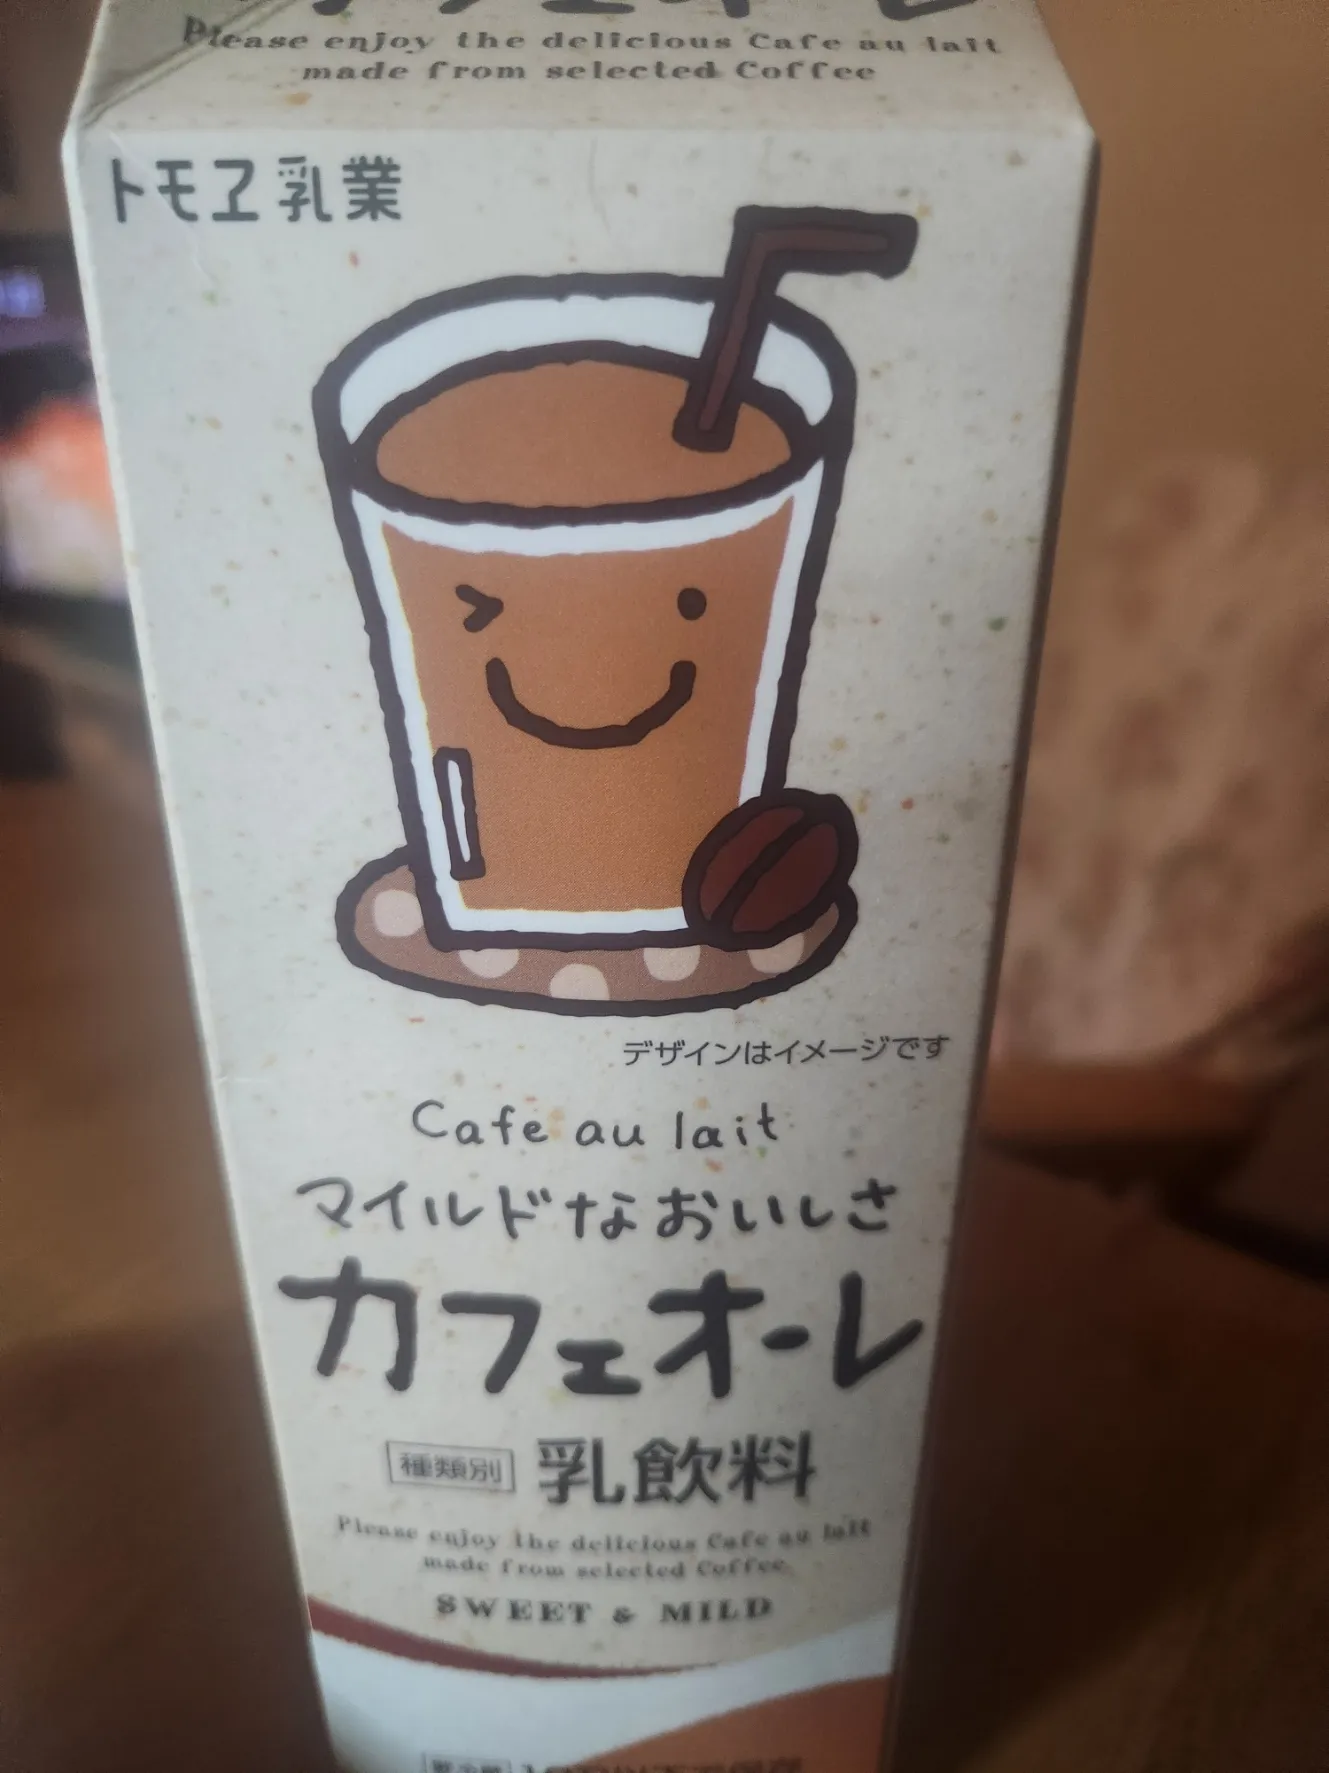 Please enjoy the delicious Cafe au lait
made from selected Coffee
トモヱ乳業
デザインはイメージです
Cafe au lait
マイルドなおいしさ
カフェオーレ
種類別 乳飲料
Please enjoy the delicious Cafe au lait
made from selected Coffee
SWEET & MILD